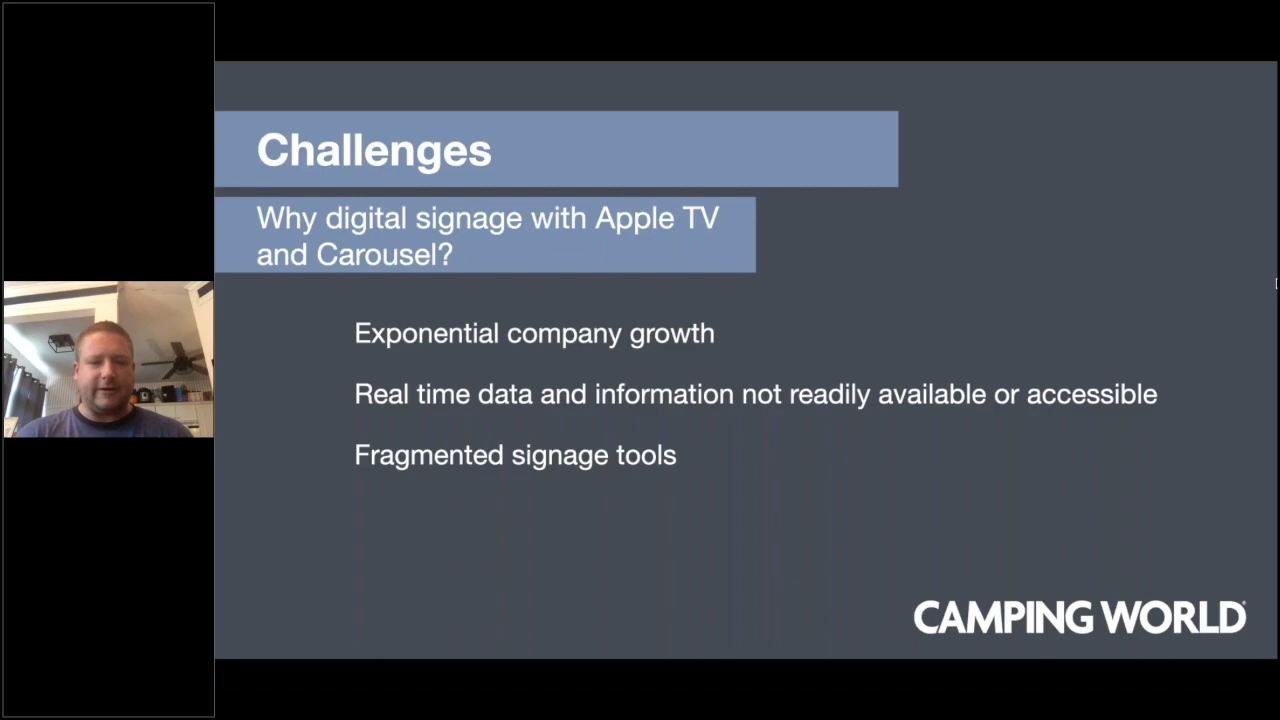 Challenges
Why digital signage with Apple TV
and Carousel?
Exponential company growth
Real time data and information not readily available or accessible
Fragmented signage tools
CAMPING WORLD